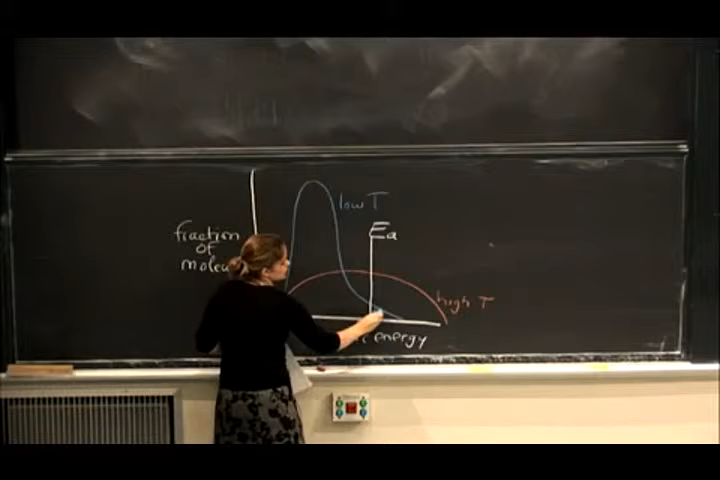 low T
Ea
fraction
of
molec
high T
energy